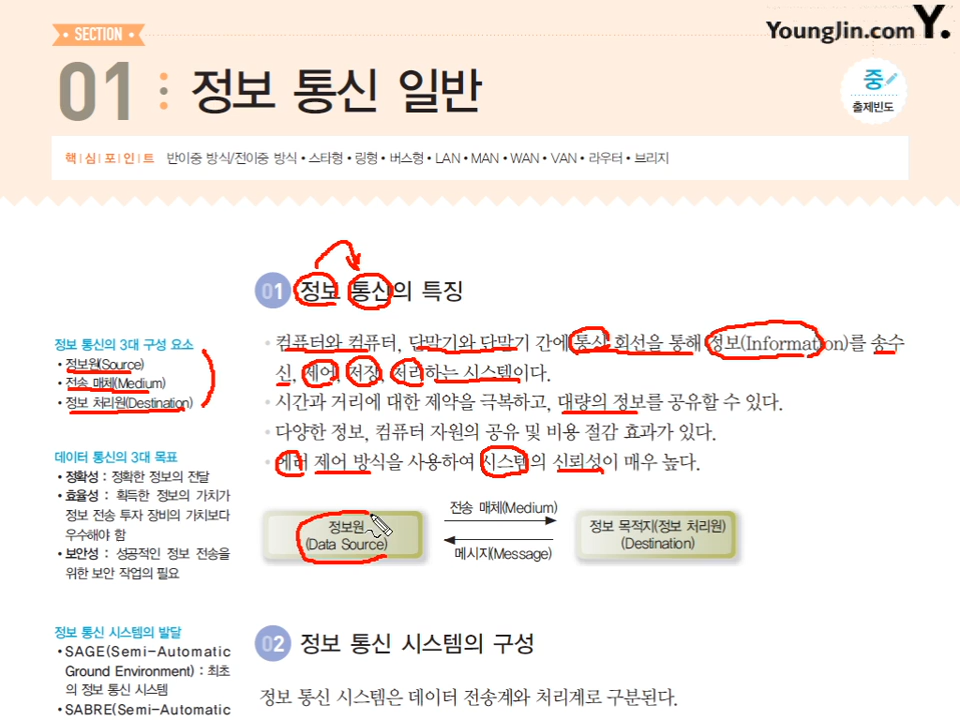 SECTION
YoungJin.com Y.
01 : 정보 통신 일반
중
출제빈도
핵|심|포|인|트 반이중 방식/전이중 방식 • 스타형 • 링형 • 버스형 • LAN • MAN • WAN • VAN • 라우터 • 브리지
01 정보 통신의 특징
• 컴퓨터와 컴퓨터, 단말기와 단말기 간에 통신 회선을 통해 정보(Information)를 송수
신, 제어, 저장, 처리하는 시스템이다.
• 시간과 거리에 대한 제약을 극복하고, 대량의 정보를 공유할 수 있다.
• 다양한 정보, 컴퓨터 자원의 공유 및 비용 절감 효과가 있다.
• 에러 제어 방식을 사용하여 시스템의 신뢰성이 매우 높다.
정보원
(Data Source)
전송 매체(Medium)
메시지(Message)
정보 목적지(정보 처리원)
(Destination)
02 정보 통신 시스템의 구성
정보 통신 시스템은 데이터 전송계와 처리계로 구분된다.
정보 통신의 3대 구성 요소
• 정보원(Source)
• 전송 매체(Medium)
• 정보 처리원(Destination)
데이터 통신의 3대 목표
• 정확성 : 정확한 정보의 전달
• 효율성 : 획득한 정보의 가치가
정보 전송 투자 장비의 가치보다
우수해야 함
• 보안성 : 성공적인 정보 전송을
위한 보안 작업의 필요
정보 통신 시스템의 발달
• SAGE(Semi-Automatic
Ground Environment) : 최초
의 정보 통신 시스템
• SABRE(Semi-Automatic